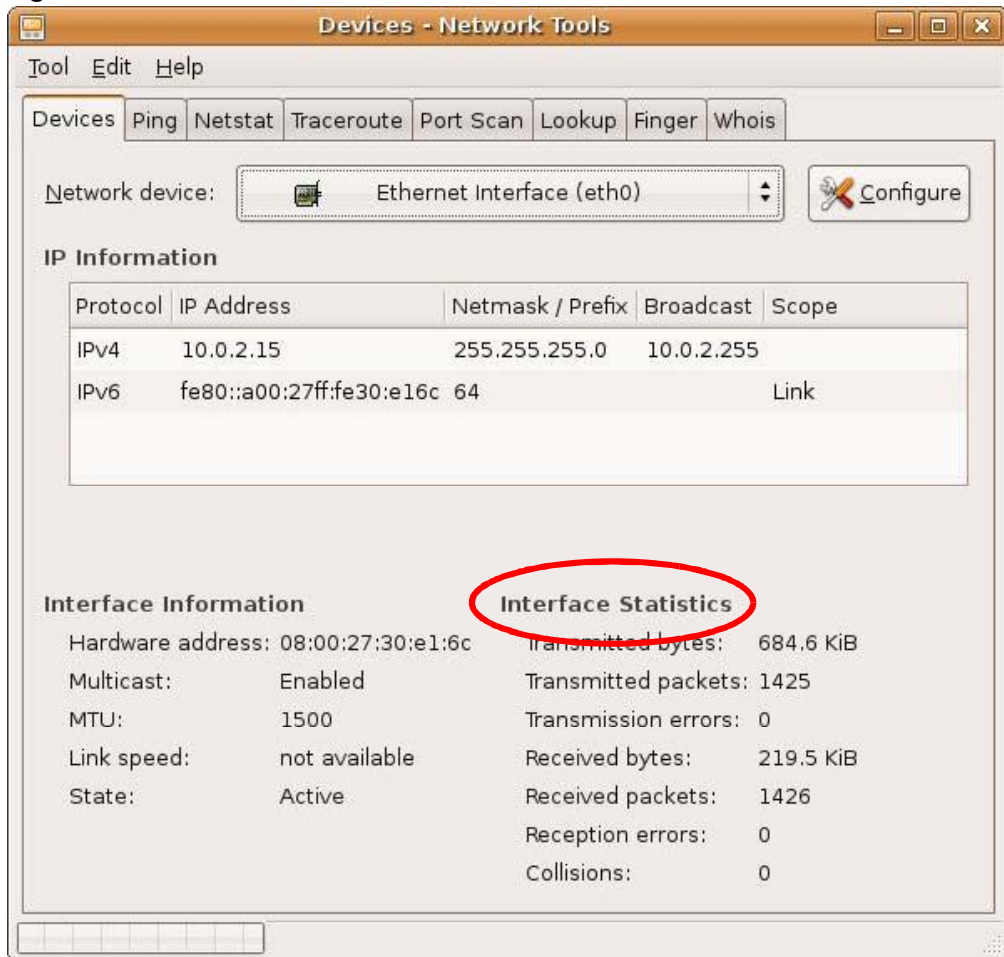 Devices - Network Tools
Tool Edit Help
Devices Ping Netstat Traceroute Port Scan Lookup Finger Whois
Network device: Ethernet Interface (eth0) Configure
IP Information
Protocol IP Address Netmask / Prefix Broadcast Scope
IPv4 10.0.2.15 255.255.255.0 10.0.2.255
IPv6 fe80::a00:27ff:fe30:e16c 64 Link
Interface Information
Hardware address: 08:00:27:30:e1:6c
Multicast: Enabled
MTU: 1500
Link speed: not available
State: Active
Interface Statistics
Transmitted bytes: 684.6 KiB
Transmitted packets: 1425
Transmission errors: 0
Received bytes: 219.5 KiB
Received packets: 1426
Reception errors: 0
Collisions: 0